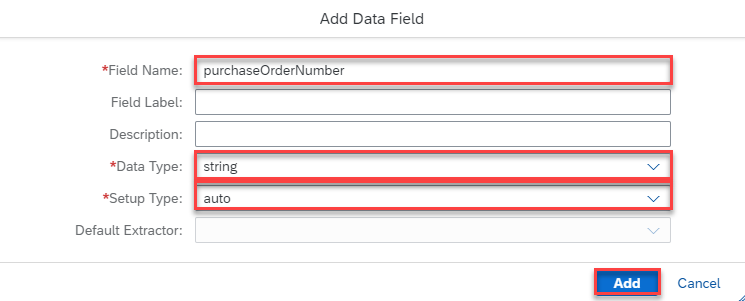 Add Data Field
*Field Name: purchaseOrderNumber
Field Label:
Description:
*Data Type: string
*Setup Type: auto
Default Extractor:
Add Cancel